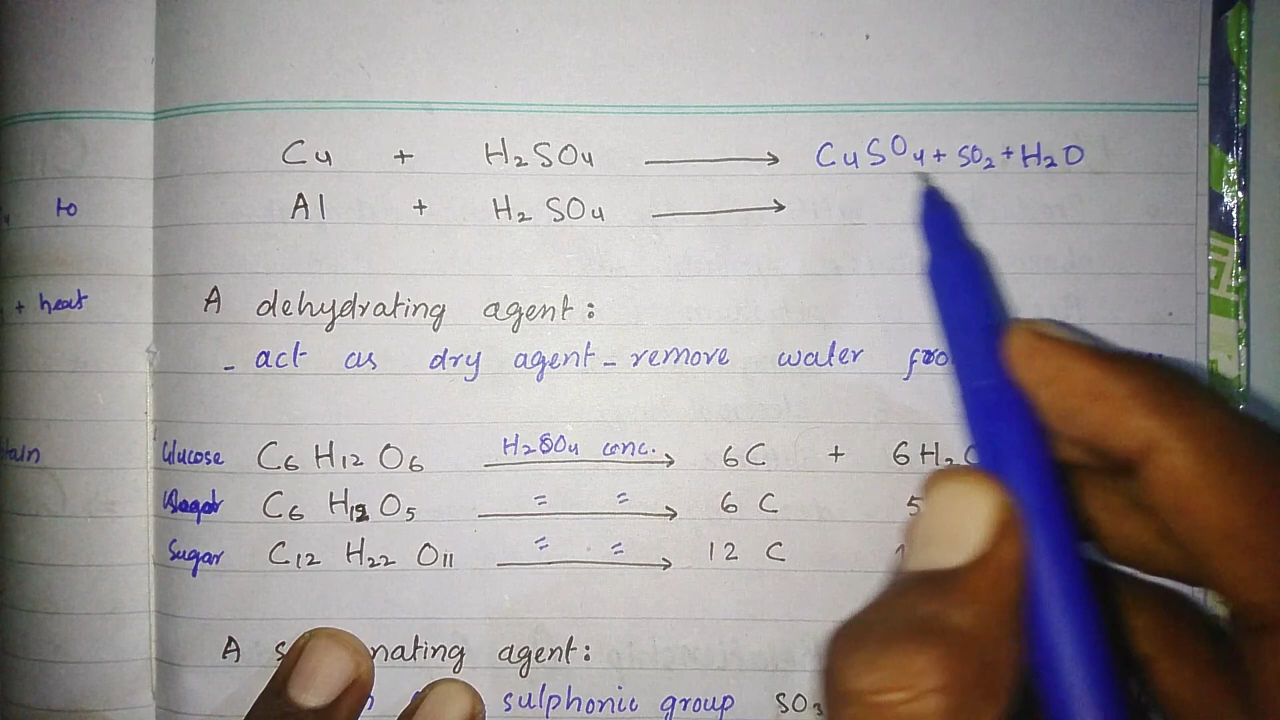 Cu + H₂SO₄ ⟶ CuSO₄ + SO₂ + H₂O
to Al + H₂SO₄ ⟶
+ heat A dehydrating agent:
- act as dry agent - remove water
Glucose C₆ H₁₂ O₆ H₂SO₄ conc. ⟶ 6C + 6H₂
C₆ H₁₂ O₅ = = ⟶ 6 C 5
Sugar C₁₂ H₂₂ O₁₁ = = ⟶ 12 C
A agent:
sulphonic group SO₃